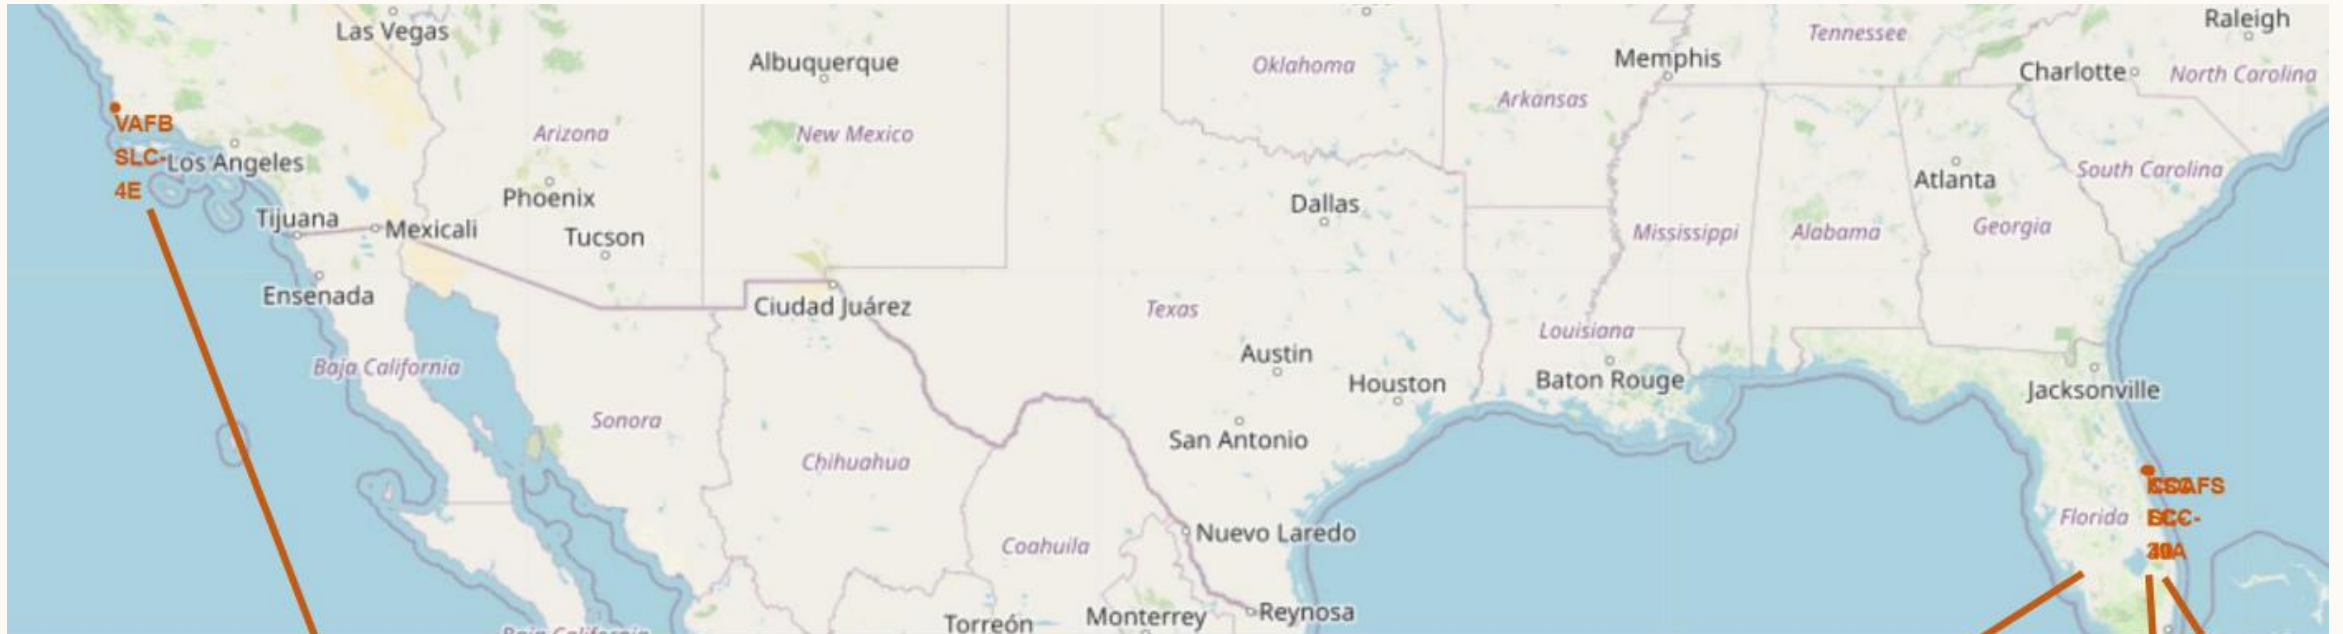 Las Vegas
Albuquerque
Oklahoma
Memphis
Tennessee
Raleigh
Charlotte
North Carolina
Arkansas
VAFB
SLC-
4E
Los Angeles
Arizona
New Mexico
Phoenix
Dallas
Atlanta
South Carolina
Tijuana
Mexicali
Tucson
Mississippi
Alabama
Georgia
Ensenada
Ciudad Juárez
Texas
Louisiana
Baja California
Austin
Houston
Baton Rouge
Jacksonville
Sonora
San Antonio
Chihuahua
Florida
Nuevo Laredo
Coahuila
Torreón
Monterrey
Reynosa
Baja California